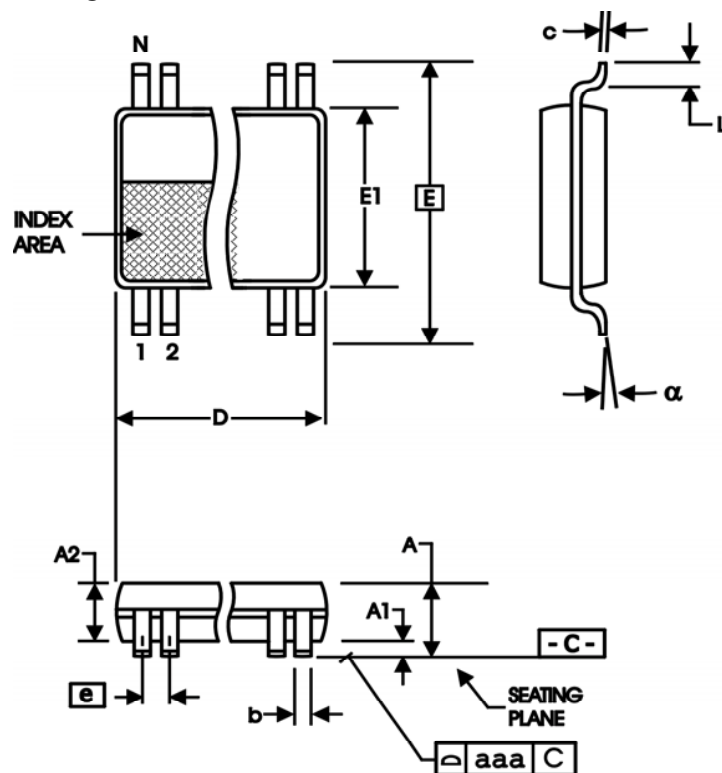 N
c
L
E1
E
INDEX
AREA
1 2
α
D
A2
A
A1
- C -
e
b
SEATING
PLANE
aaa C